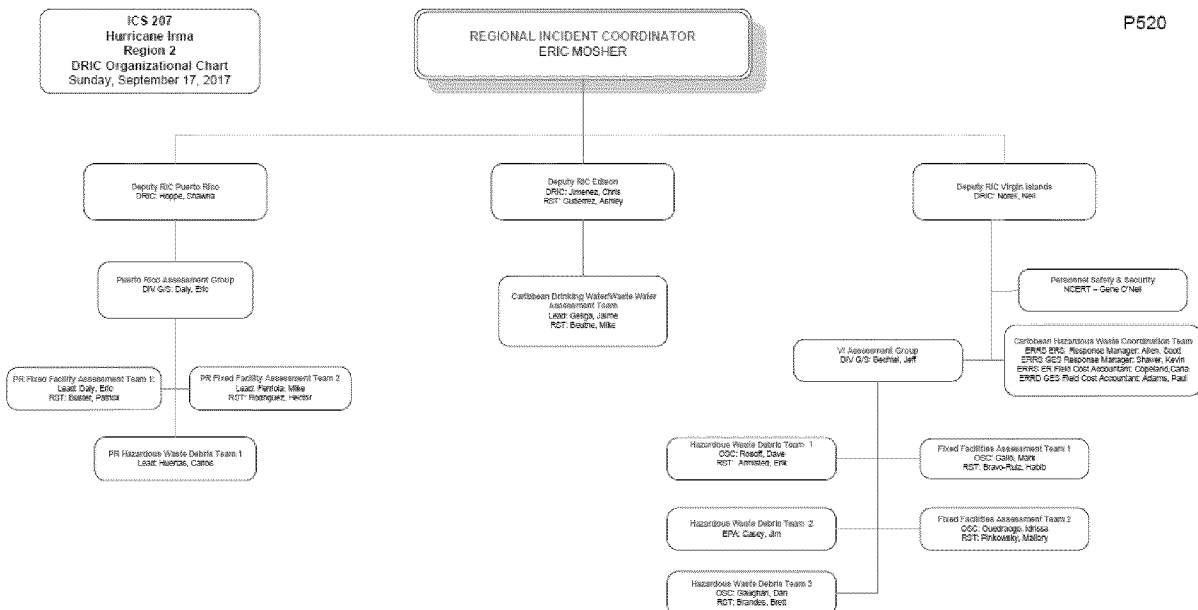 ICS 207
Hurricane Irma
Region 2
DRIC Organizational Chart
Sunday, September 17, 2017
REGIONAL INCIDENT COORDINATOR
ERIC MOSHER
P520
Deputy RIC Puerto Rico
DRIC: Hoppe, Shawna
Deputy RIC Edison
DRIC: Jimenez, Chris
RST: Gutierrez, Ashley
Deputy RIC Virgin Islands
DRIC: Norrell, Neil
Puerto Rico Assessment Group
DIV G/S: Daly, Eric
Caribbean Drinking Water/Waste Water
Assessment Team
Lead: Geliga, Jaime
RST: Beuthe, Mike
Personnel Safety & Security
NCERT – Gene O'Neil
VI Assessment Group
DIV G/S: Bechtel, Jeff
Caribbean Hazardous Waste Coordination Team
ERRS ERS Response Manager: Allen, Scott
ERRS GES Response Manager: Shaver, Kevin
ERRS ER Field Cost Accountant: Copeland, Carla
ERRD GES Field Cost Accountant: Adams, Paul
PR Fixed Facility Assessment Team 1:
Lead: Daly, Eric
RST: Buster, Patrick
PR Fixed Facility Assessment Team 2
Lead: Ferriola, Mike
RST: Rodriguez, Hector
PR Hazardous Waste Debris Team 1
Lead: Huertas, Carlos
Hazardous Waste Debris Team 1
OSC: Rosoff, Dave
RST: Armisted, Erik
Fixed Facilities Assessment Team 1
OSC: Gallo, Mark
RST: Bravo-Ruiz, Habib
Hazardous Waste Debris Team 2
EPA: Casey, Jim
Fixed Facilities Assessment Team 2
OSC: Ouedraogo, Idrissa
RST: Pinkowsky, Mallory
Hazardous Waste Debris Team 3
OSC: Gaughan, Dan
RST: Brandes, Brett